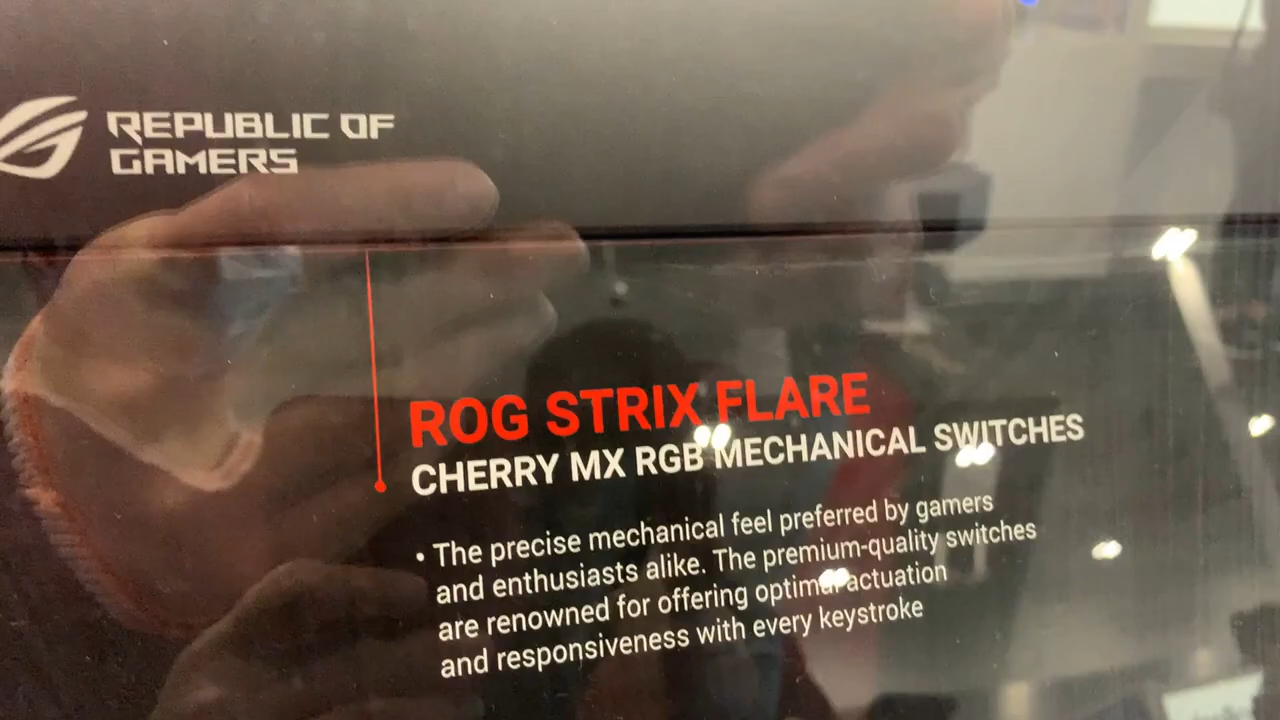 REPUBLIC OF
GAMERS
ROG STRIX FLARE
CHERRY MX RGB MECHANICAL SWITCHES
• The precise mechanical feel preferred by gamers
and enthusiasts alike. The premium-quality switches
are renowned for offering optimal actuation
and responsiveness with every keystroke